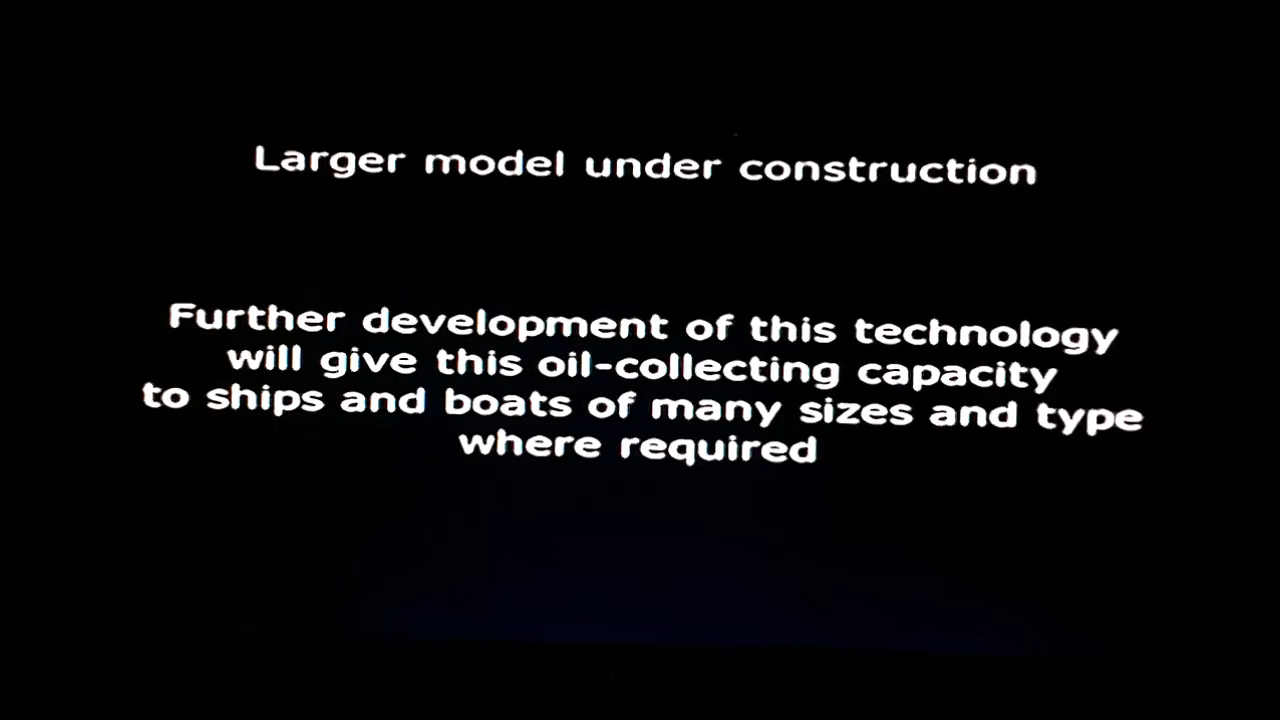 Larger model under construction
Further development of this technology
will give this oil-collecting capacity
to ships and boats of many sizes and type
where required